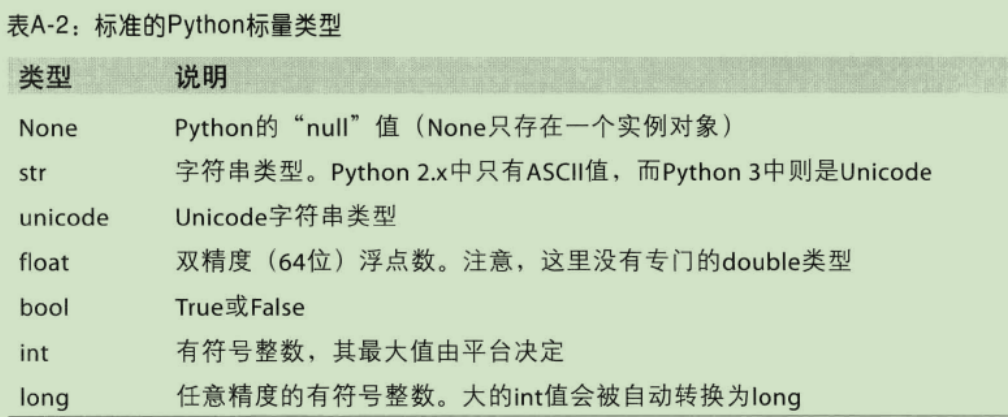 表A-2：标准的Python标量类型
类型 说明
None Python的“null”值（None只存在一个实例对象）
str 字符串类型。Python 2.x中只有ASCII值，而Python 3中则是Unicode
unicode Unicode字符串类型
float 双精度（64位）浮点数。注意，这里没有专门的double类型
bool True或False
int 有符号整数，其最大值由平台决定
long 任意精度的有符号整数。大的int值会被自动转换为long